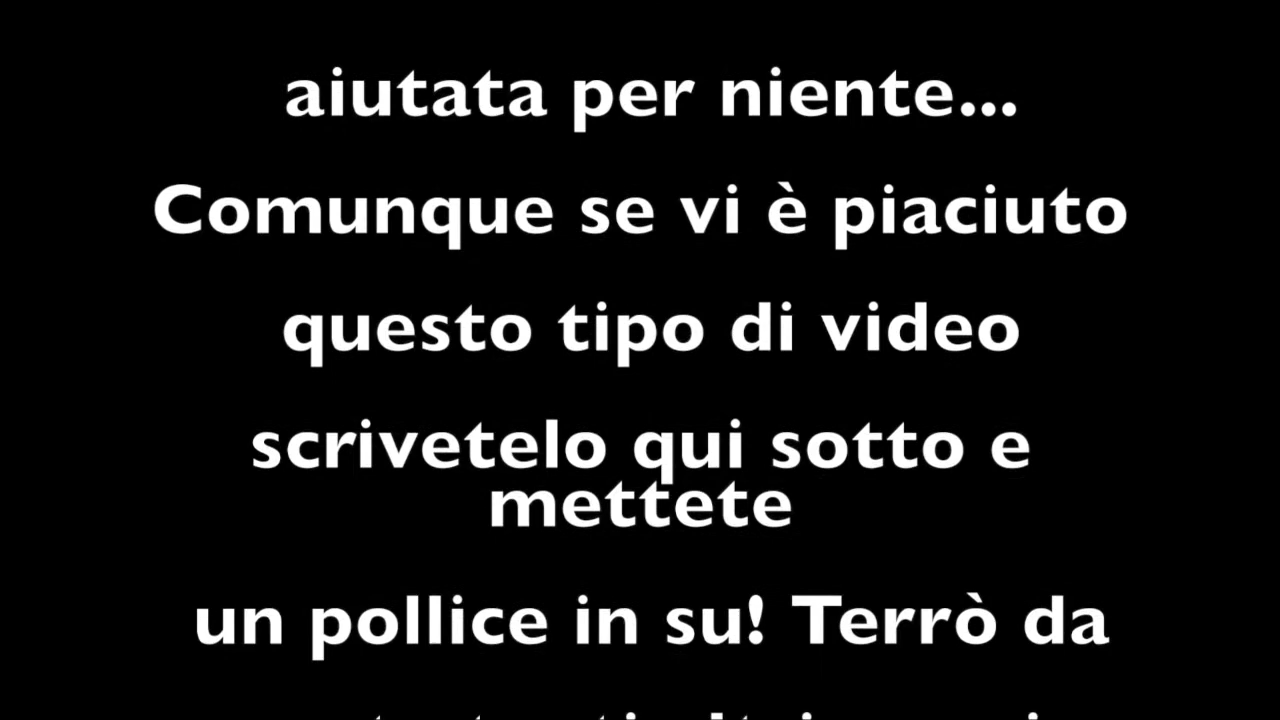 aiutata per niente...
Comunque se vi è piaciuto
questo tipo di video
scrivetelo qui sotto e
mettete
un pollice in su! Terrò da